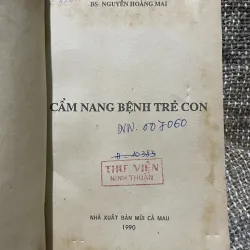 BS· NGUYỄN HOÀNG MAI
CẨM NANG BỆNH TRẺ CON
NN. 007060
THƯ VIỆN
NINH THUẬN
NHÀ XUẤT BẢN MŨI CÀ MAU
1990